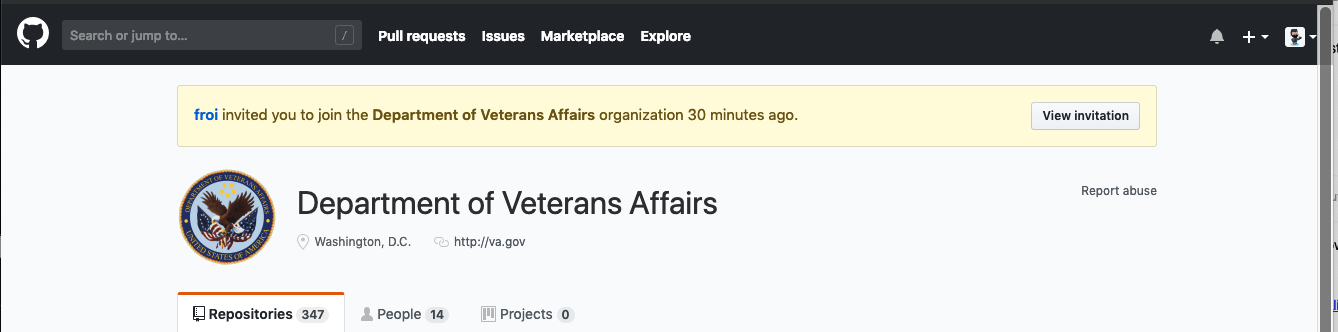 Search or jump to... /
Pull requests Issues Marketplace Explore
froi invited you to join the Department of Veterans Affairs organization 30 minutes ago.
View invitation
DEPARTMENT OF VETERANS AFFAIRS
UNITED STATES OF AMERICA
Department of Veterans Affairs
Report abuse
Washington, D.C. http://va.gov
Repositories 347 People 14 Projects 0